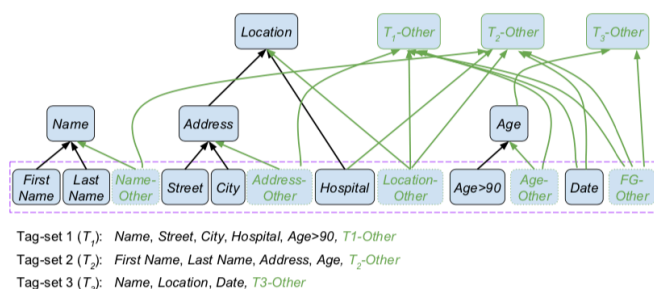 Location T1-Other T2-Other T3-Other
Name Address Age
First Name Last Name Name-Other Street City Address-Other Hospital Location-Other Age>90 Age-Other Date FG-Other
Tag-set 1 (T1): Name, Street, City, Hospital, Age>90, T1-Other
Tag-set 2 (T2): First Name, Last Name, Address, Age, T2-Other
Tag-set 3 (T3): Name, Location, Date, T3-Other